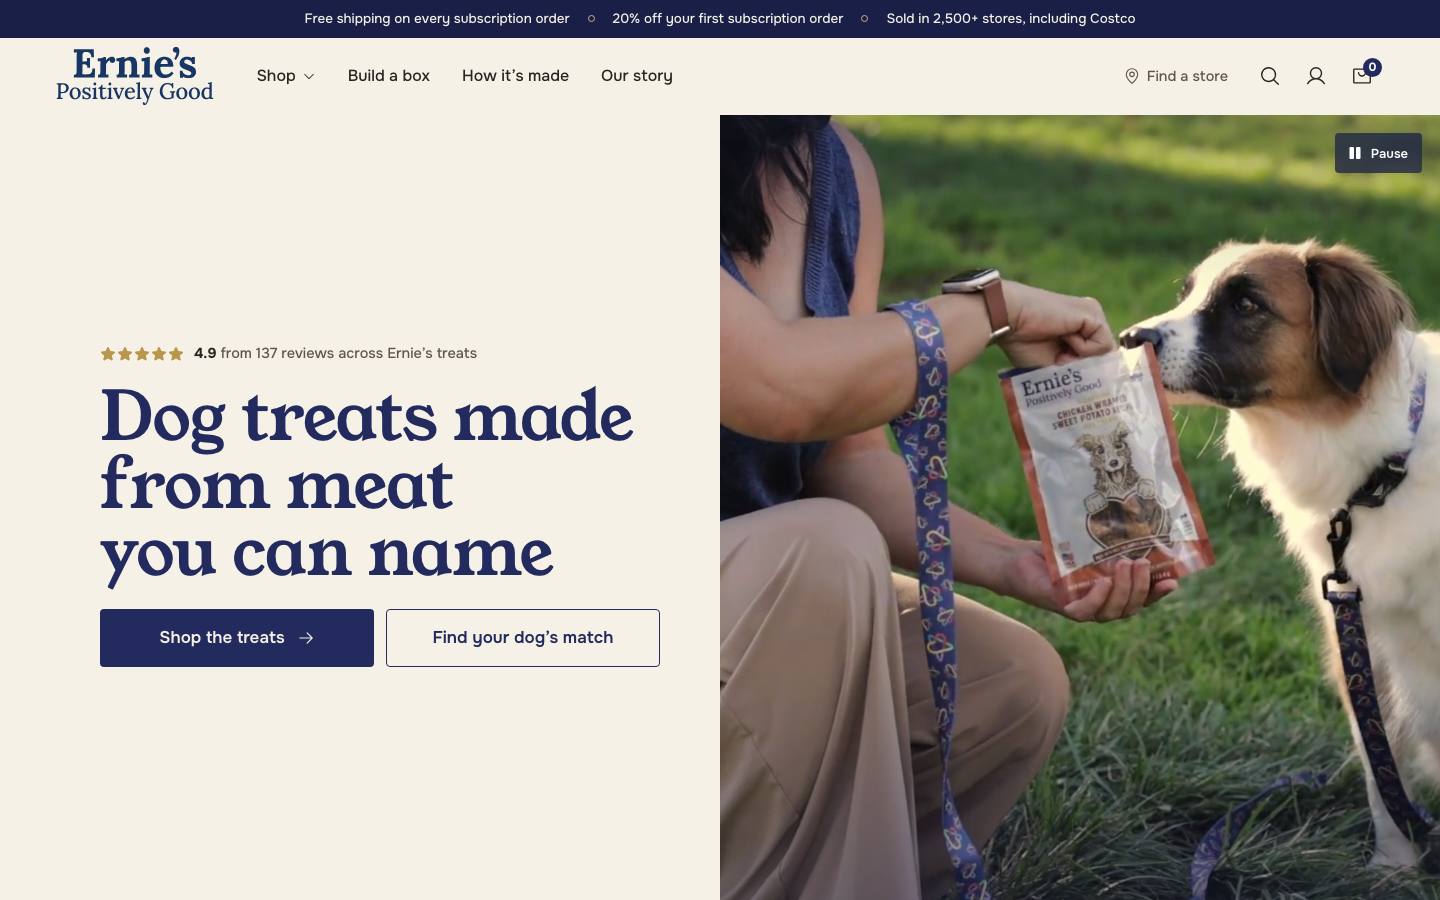 Free shipping on every subscription order
20% off your first subscription order
Sold in 2,500+ stores, including Costco
Ernie’s
Positively Good
Shop
Build a box
How it’s made
Our story
Find a store
0
Pause
4.9 from 137 reviews across Ernie’s treats
Dog treats made
from meat
you can name
Shop the treats
Find your dog’s match
Ernie’s
Positively Good
CHICKEN WRAPPED
SWEET POTATO